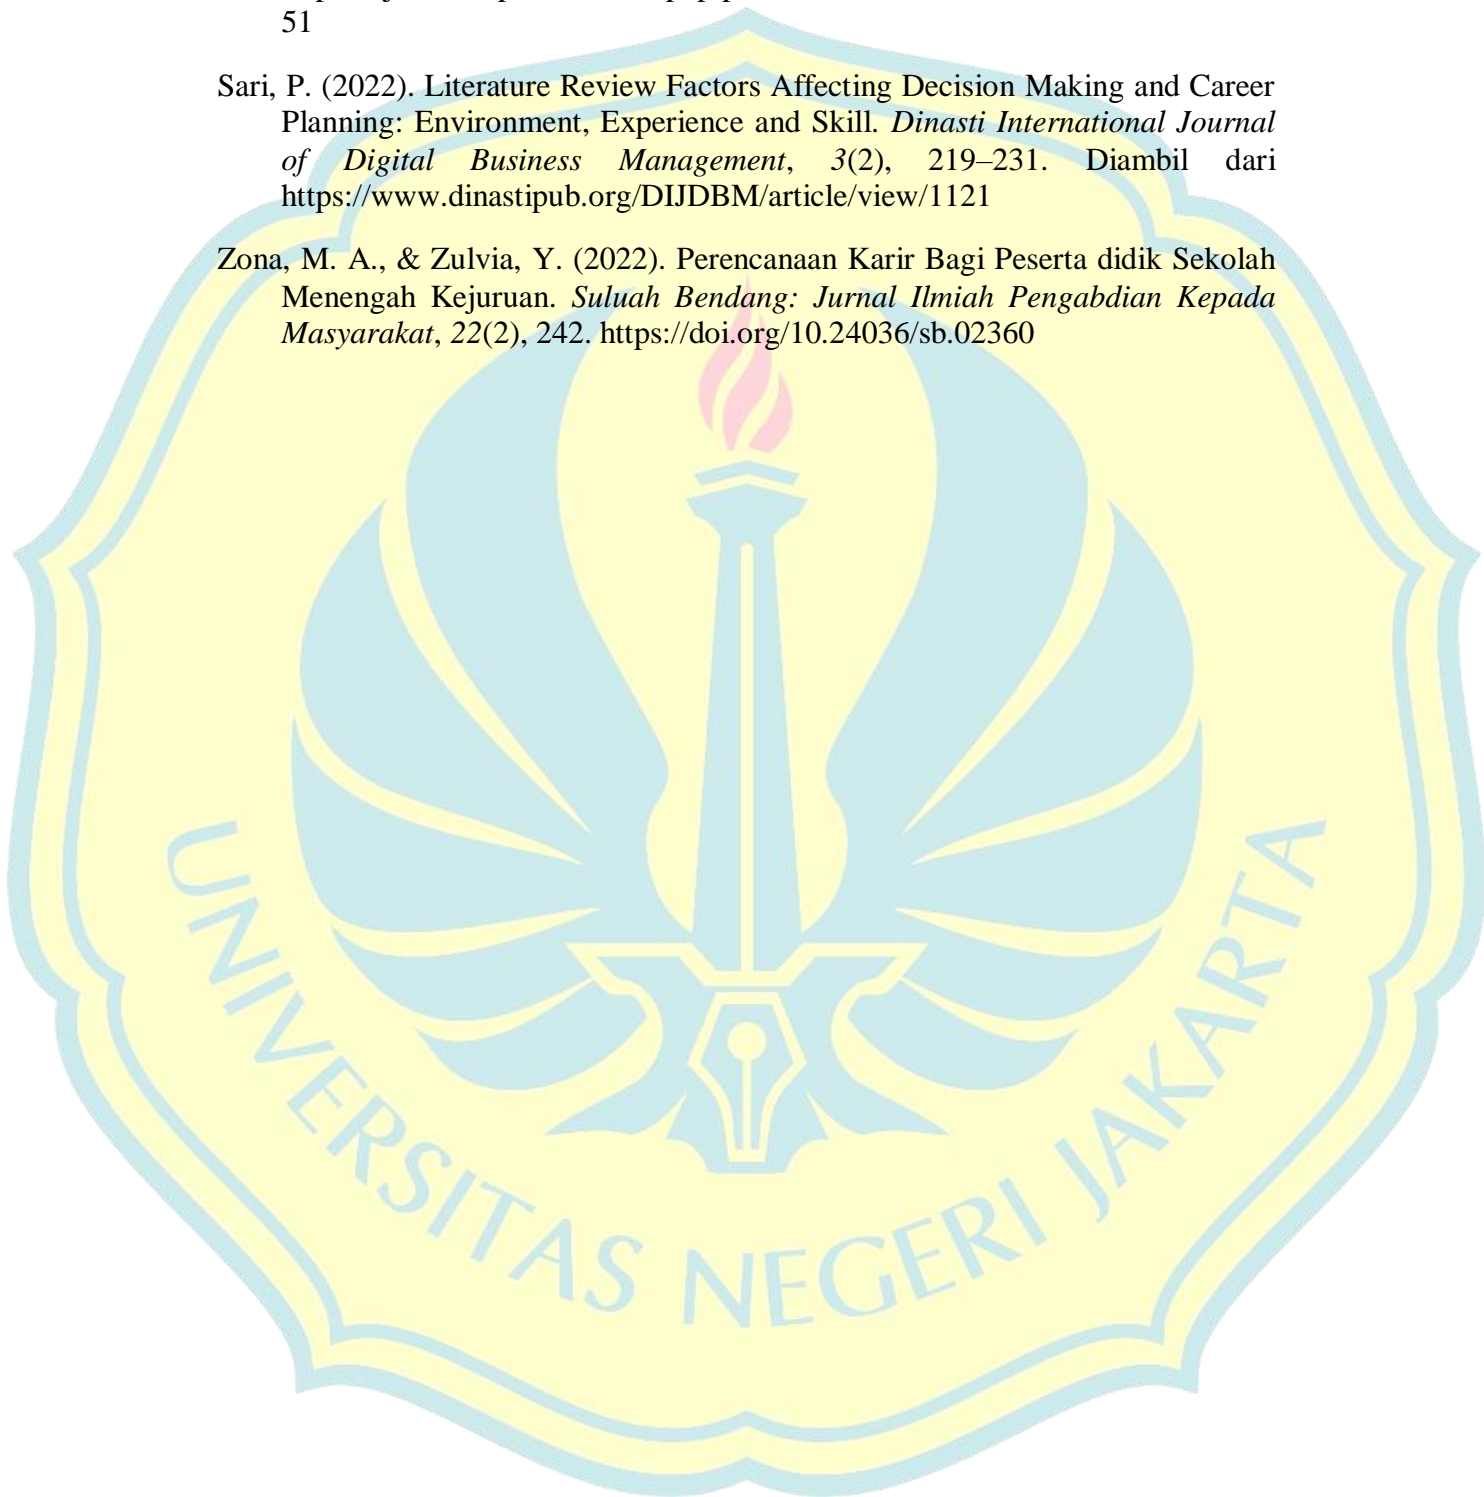 51
Sari, P. (2022). Literature Review Factors Affecting Decision Making and Career
Planning: Environment, Experience and Skill. Dinasti International Journal
of Digital Business Management, 3(2), 219–231. Diambil dari
https://www.dinastipub.org/DIJDBM/article/view/1121
Zona, M. A., & Zulvia, Y. (2022). Perencanaan Karir Bagi Peserta didik Sekolah
Menengah Kejuruan. Suluah Bendang: Jurnal Ilmiah Pengabdian Kepada
Masyarakat, 22(2), 242. https://doi.org/10.24036/sb.02360
UNIVERSITAS NEGERI JAKARTA